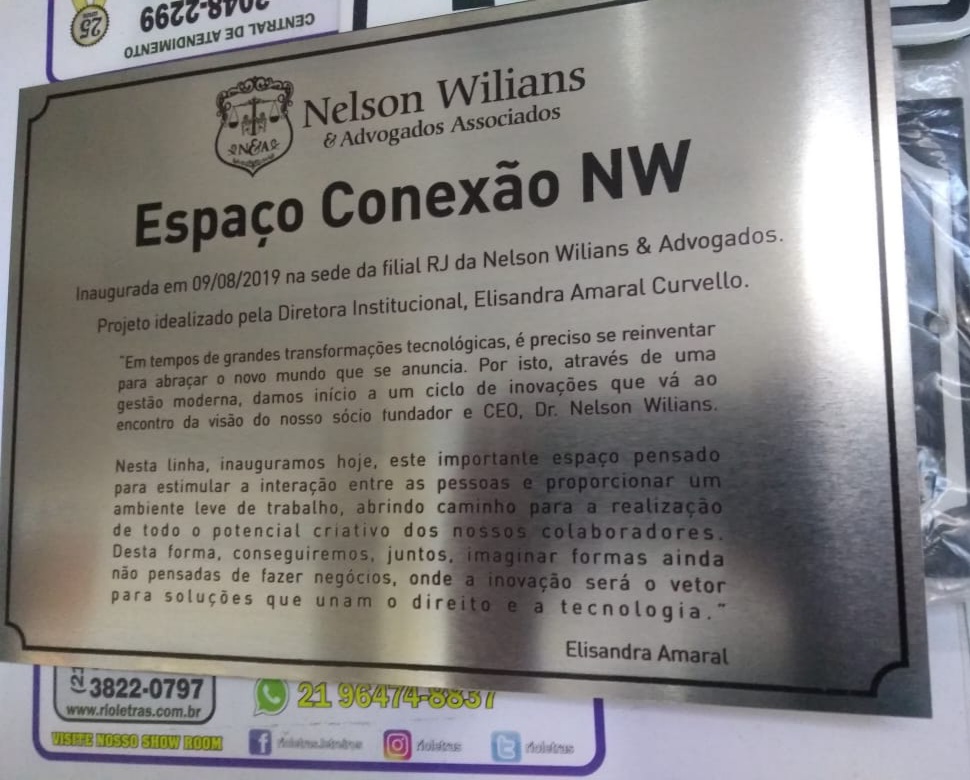 25
2048-2299
CENTRAL DE ATENDIMENTO
Nelson Wilians
& Advogados Associados
N&A
Espaço Conexão NW
Inaugurada em 09/08/2019 na sede da filial RJ da Nelson Wilians & Advogados.
Projeto idealizado pela Diretora Institucional, Elisandra Amaral Curvello.
"Em tempos de grandes transformações tecnológicas, é preciso se reinventar
para abraçar o novo mundo que se anuncia. Por isto, através de uma
gestão moderna, damos início a um ciclo de inovações que vá ao
encontro da visão do nosso sócio fundador e CEO, Dr. Nelson Wilians.
Nesta linha, inauguramos hoje, este importante espaço pensado
para estimular a interação entre as pessoas e proporcionar um
ambiente leve de trabalho, abrindo caminho para a realização
de todo o potencial criativo dos nossos colaboradores.
Desta forma, conseguiremos, juntos, imaginar formas ainda
não pensadas de fazer negócios, onde a inovação será o vetor
para soluções que unam o direito e a tecnologia."
Elisandra Amaral
3822-0797
www.rioletras.com.br
21 96474-8837
VISITE NOSSO SHOW ROOM
rioletras
rioletras